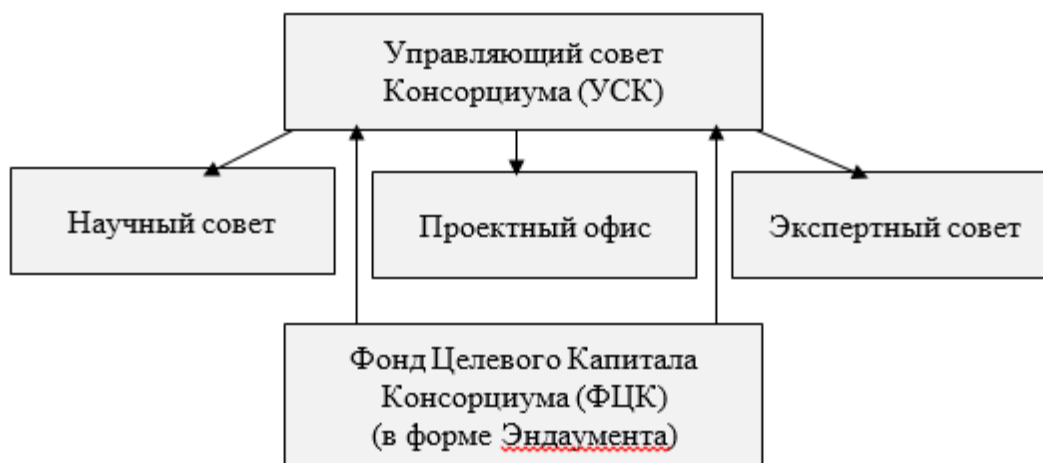 Управляющий совет
Консорциума (УСК)
Научный совет
Проектный офис
Экспертный совет
Фонд Целевого Капитала
Консорциума (ФЦК)
(в форме Эндаумента)